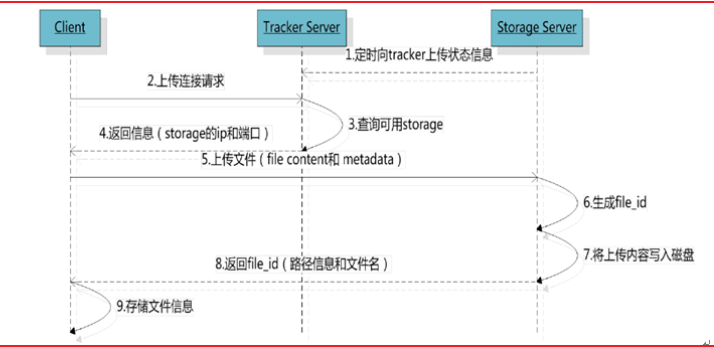 Client
Tracker Server
Storage Server
1.定时向tracker上传状态信息
2.上传连接请求
3.查询可用storage
4.返回信息（storage的ip和端口）
5.上传文件（file content和 metadata）
6.生成file_id
7.将上传内容写入磁盘
8.返回file_id（路径信息和文件名）
9.存储文件信息